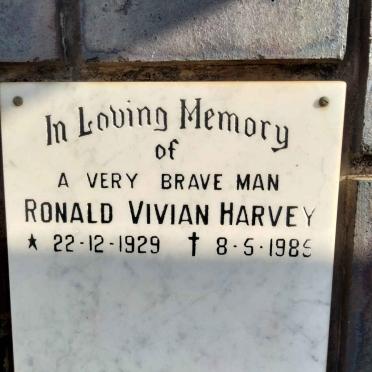 In Loving Memory
of
A VERY BRAVE MAN
RONALD VIVIAN HARVEY
★ 22-12-1929 ✝ 8-5-1985